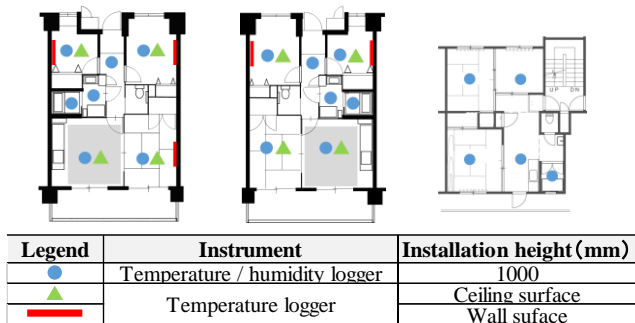 UP DN
Legend Instrument Installation height(mm)
Temperature / humidity logger 1000
Temperature logger Ceiling surface
Wall suface